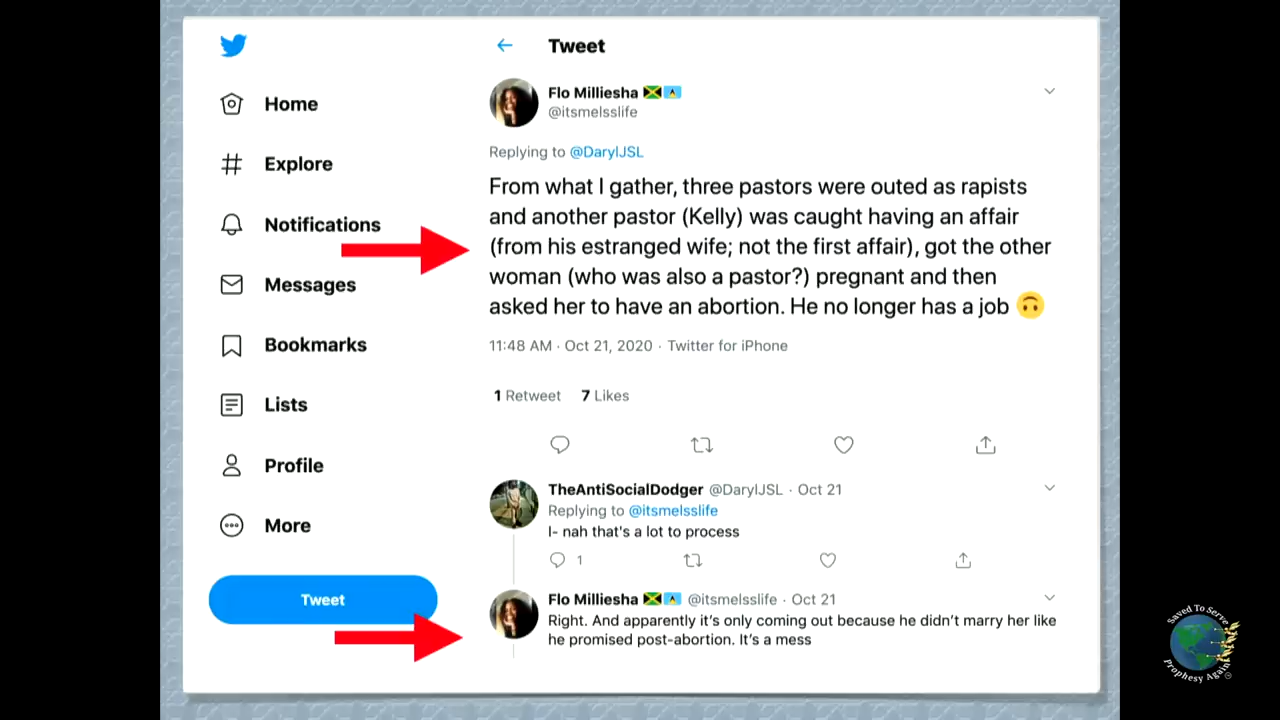 Tweet
Home
Explore
Notifications
Messages
Bookmarks
Lists
Profile
More
Tweet
Flo Milliesha 🇯🇲🇱🇨
@itsmelsslife
Replying to @DarylJSL
From what I gather, three pastors were outed as rapists
and another pastor (Kelly) was caught having an affair
(from his estranged wife; not the first affair), got the other
woman (who was also a pastor?) pregnant and then
asked her to have an abortion. He no longer has a job 🙃
11:48 AM · Oct 21, 2020 · Twitter for iPhone
1 Retweet 7 Likes
TheAntiSocialDodger @DarylJSL · Oct 21
Replying to @itsmelsslife
I- nah that's a lot to process
1
Flo Milliesha 🇯🇲🇱🇨 @itsmelsslife · Oct 21
Right. And apparently it's only coming out because he didn't marry her like
he promised post-abortion. It's a mess
Saved To Serve
Prophesy Again